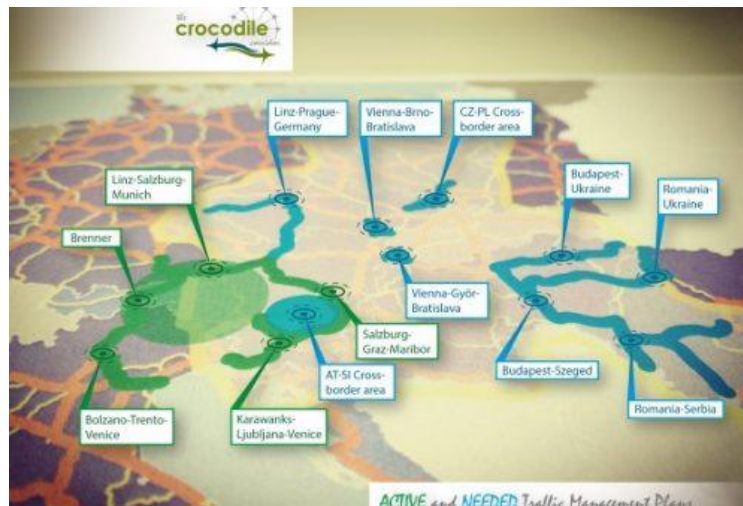 the
crocodile
corridor
Linz-Prague-
Germany
Vienna-Brno-
Bratislava
CZ-PL Cross-
border area
Linz-Salzburg-
Munich
Budapest-
Ukraine
Romania-
Ukraine
Brenner
Vienna-Györ-
Bratislava
Salzburg-
Graz-Maribor
AT-SI Cross-
border area
Budapest-Szeged
Romania-Serbia
Bolzano-Trento-
Venice
Karawanks-
Ljubljana-Venice
ACTIVE and NEEDED Traffic Management Plans